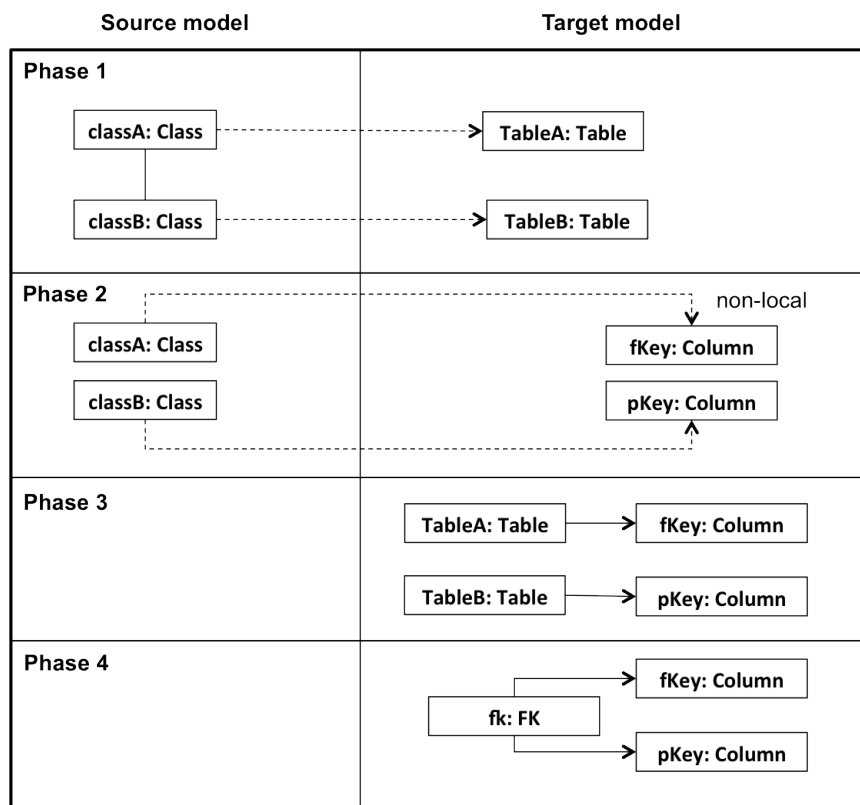 Source model
Target model
Phase 1
classA: Class
TableA: Table
classB: Class
TableB: Table
Phase 2
non-local
classA: Class
fKey: Column
classB: Class
pKey: Column
Phase 3
TableA: Table
fKey: Column
TableB: Table
pKey: Column
Phase 4
fKey: Column
fk: FK
pKey: Column